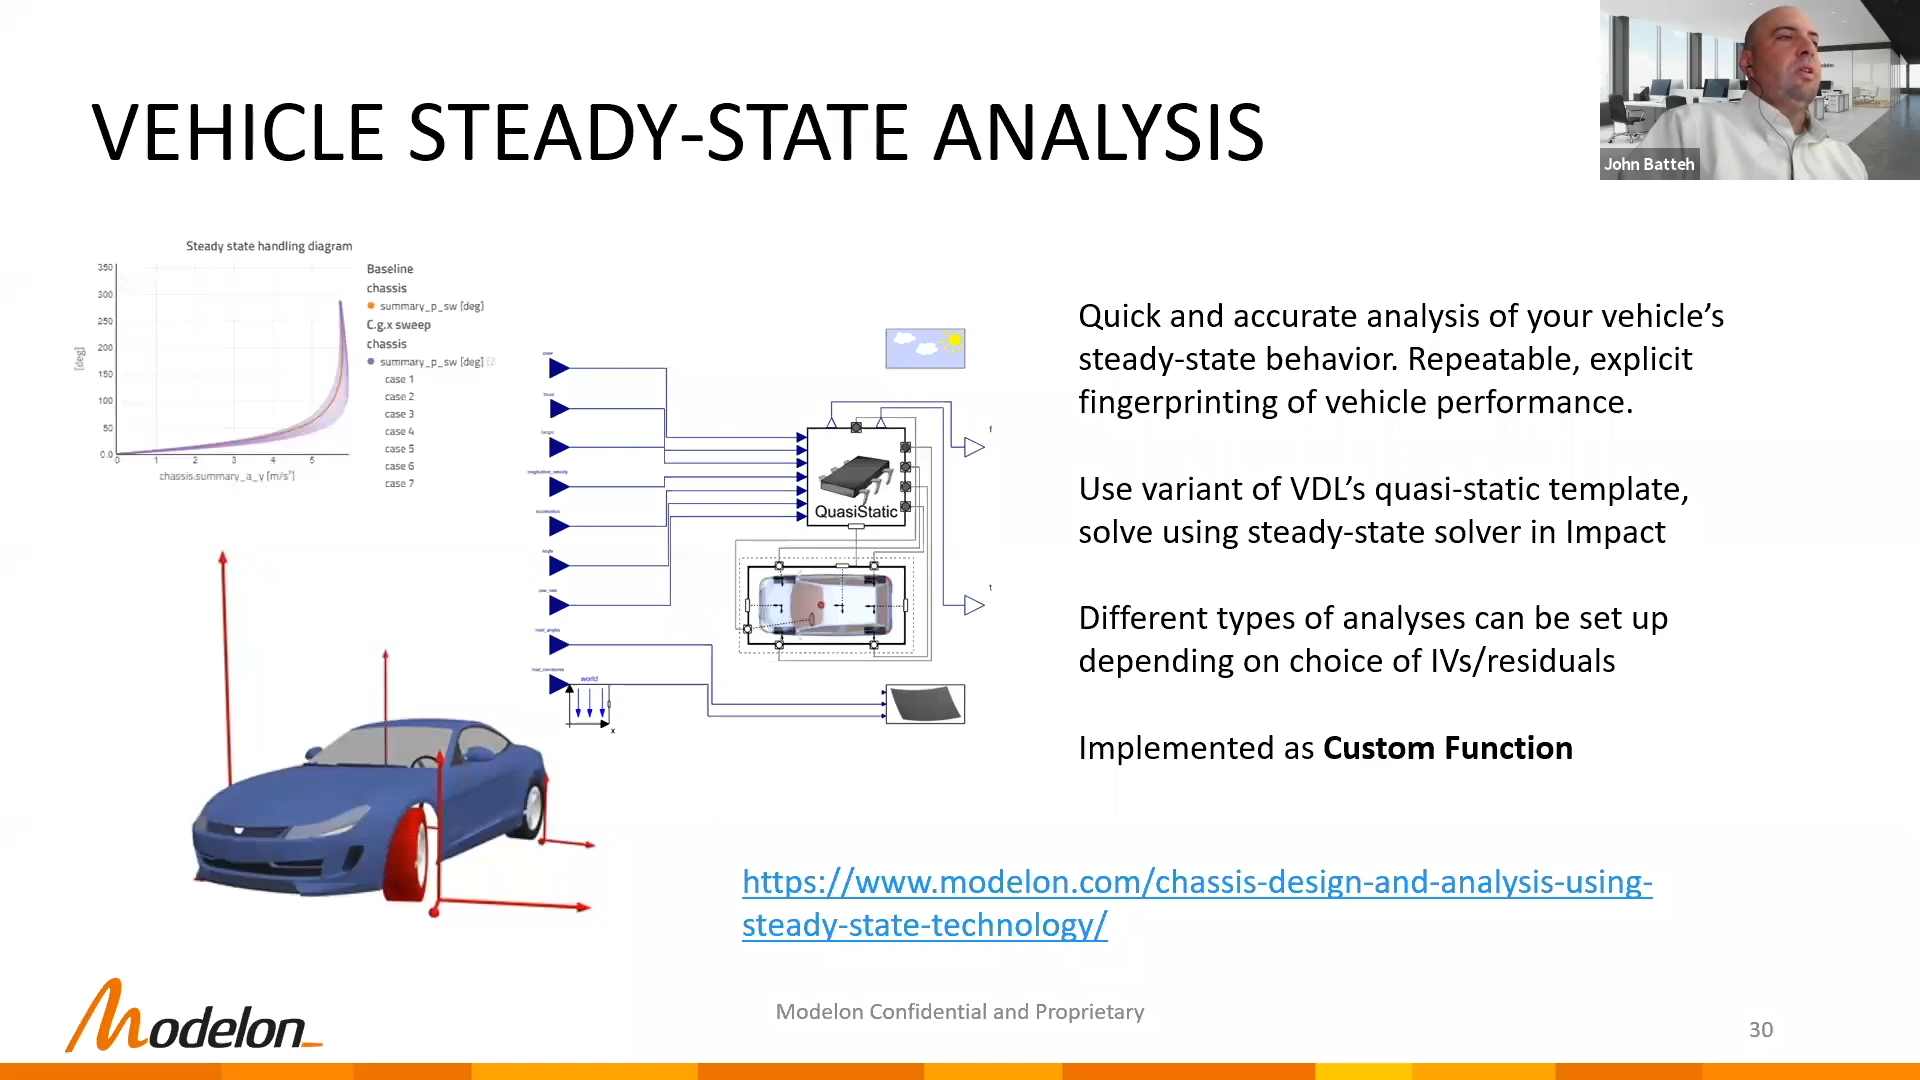 VEHICLE STEADY-STATE ANALYSIS
John Batteh
Steady state handling diagram
350
300
250
200
150
100
50
0.0
[deg]
0
1
2
3
4
5
chassis.summary_a_y [m/s²]
Baseline
chassis
summary_p_sw [deg]
C.g.x sweep
chassis
summary_p_sw [deg]
case 1
case 2
case 3
case 4
case 5
case 6
case 7
longitudinal_velocity
world
x
QuasiStatic
Quick and accurate analysis of your vehicle’s
steady-state behavior. Repeatable, explicit
fingerprinting of vehicle performance.
Use variant of VDL’s quasi-static template,
solve using steady-state solver in Impact
Different types of analyses can be set up
depending on choice of IVs/residuals
Implemented as Custom Function
https://www.modelon.com/chassis-design-and-analysis-using-
steady-state-technology/
Modelon
Modelon Confidential and Proprietary
30